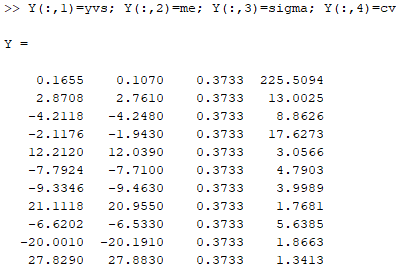 >> Y(:,1)=yvs; Y(:,2)=me; Y(:,3)=sigma; Y(:,4)=cv
Y =
0.1655 0.1070 0.3733 225.5094
2.8708 2.7610 0.3733 13.0025
-4.2118 -4.2480 0.3733 8.8626
-2.1176 -1.9430 0.3733 17.6273
12.2120 12.0390 0.3733 3.0566
-7.7924 -7.7100 0.3733 4.7903
-9.3346 -9.4630 0.3733 3.9989
21.1118 20.9550 0.3733 1.7681
-6.6202 -6.5330 0.3733 5.6385
-20.0010 -20.1910 0.3733 1.8663
27.8290 27.8830 0.3733 1.3413